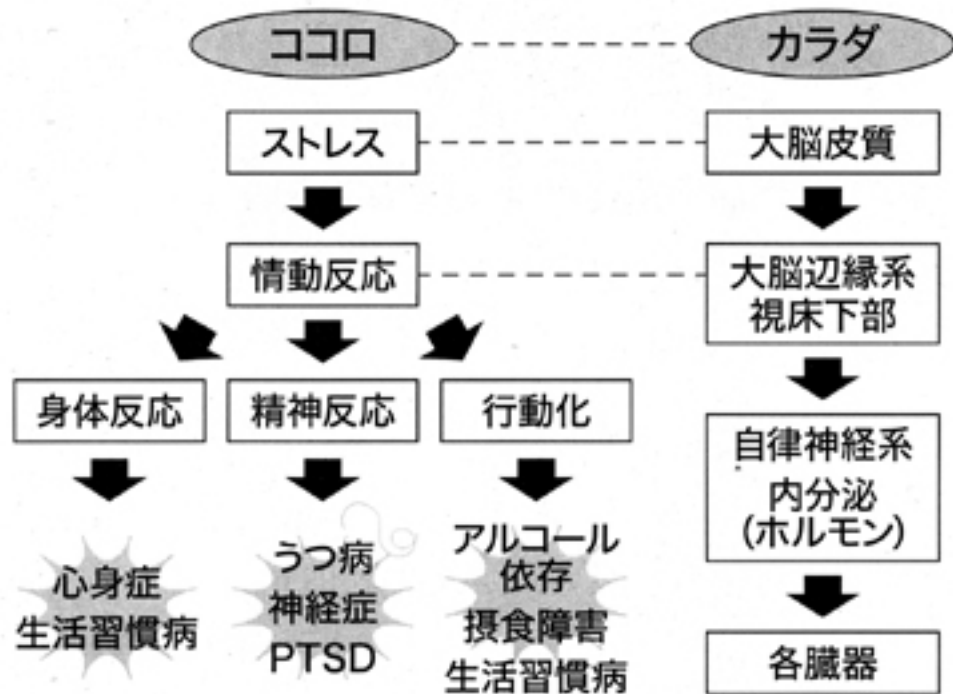 ココロ
カラダ
ストレス
大脳皮質
情動反応
大脳辺縁系
視床下部
身体反応
精神反応
行動化
自律神経系
内分泌
(ホルモン)
心身症
生活習慣病
うつ病
神経症
PTSD
アルコール
依存
摂食障害
生活習慣病
各臓器